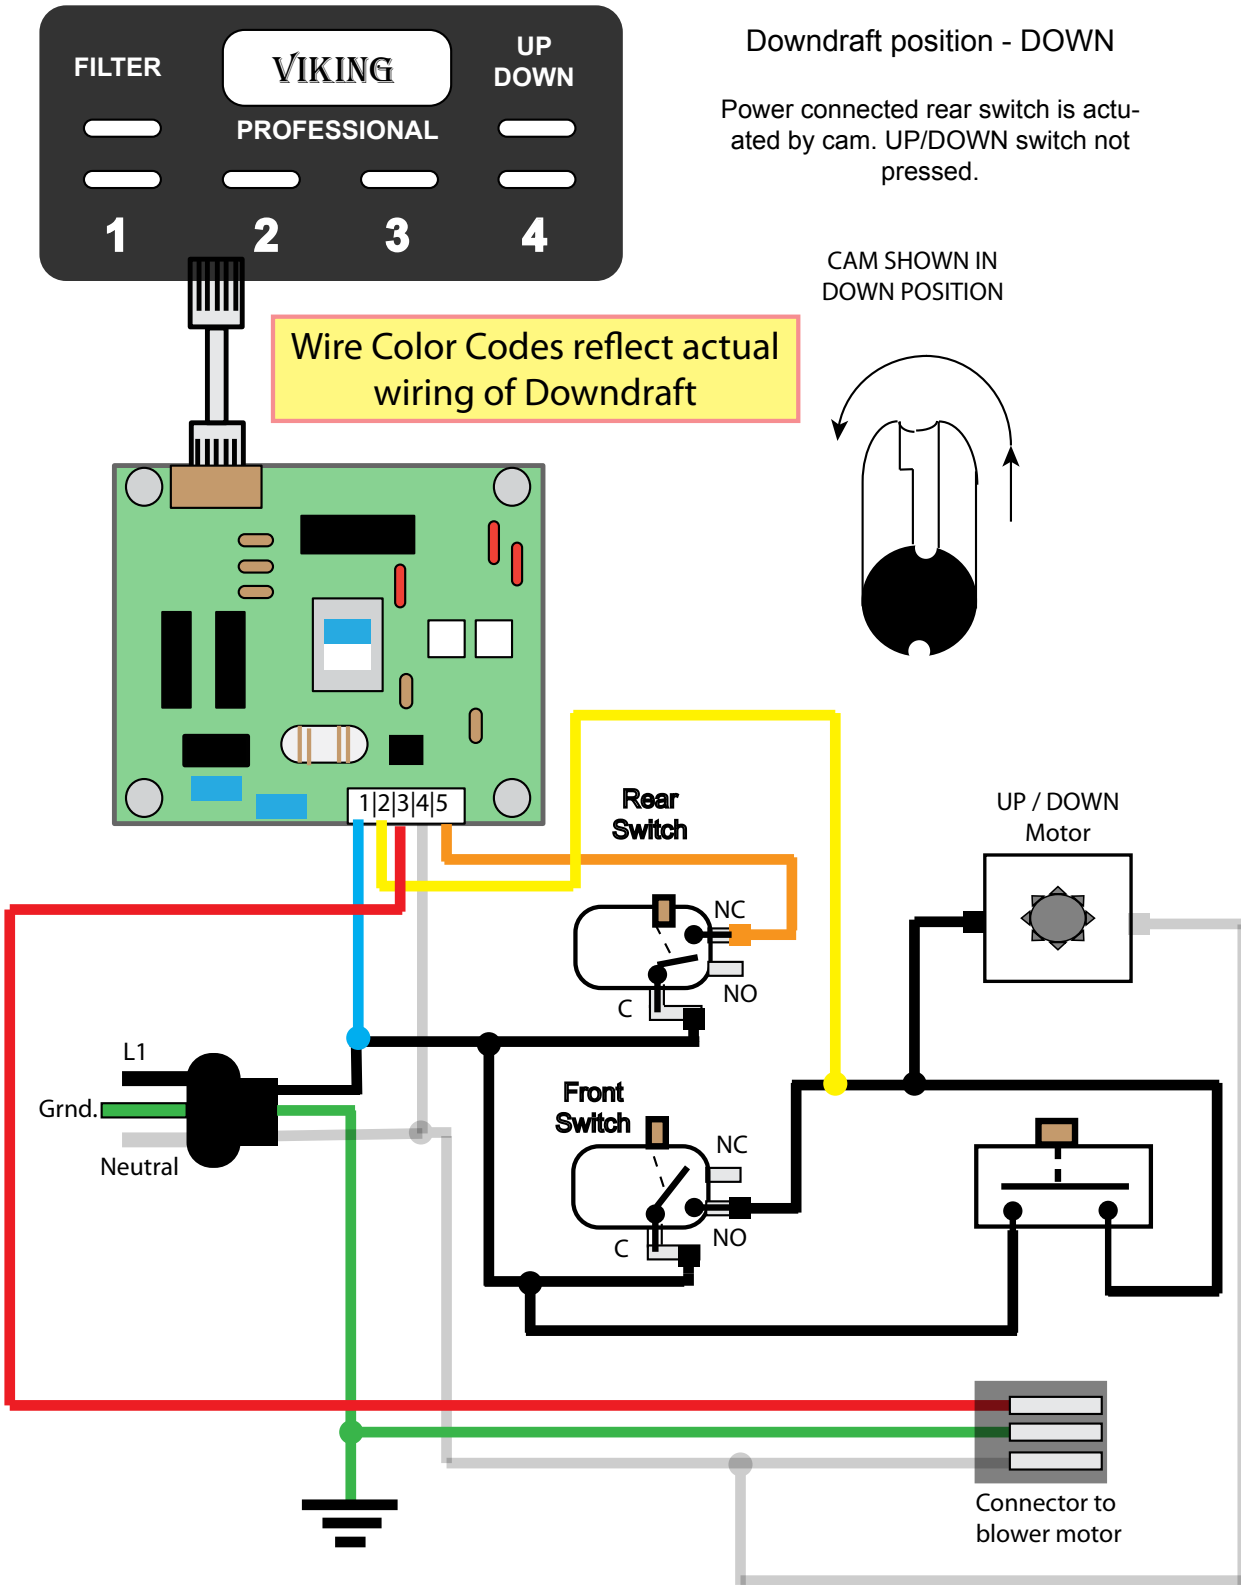 FILTER
VIKING
UP
DOWN
PROFESSIONAL
1 2 3 4
Downdraft position - DOWN
Power connected rear switch is actu-
ated by cam. UP/DOWN switch not
pressed.
CAM SHOWN IN
DOWN POSITION
Wire Color Codes reflect actual
wiring of Downdraft
1|2|3|4|5
Rear
Switch
UP / DOWN
Motor
NC
NO
C
L1
Grnd.
Neutral
Front
Switch
NC
NO
C
Connector to
blower motor